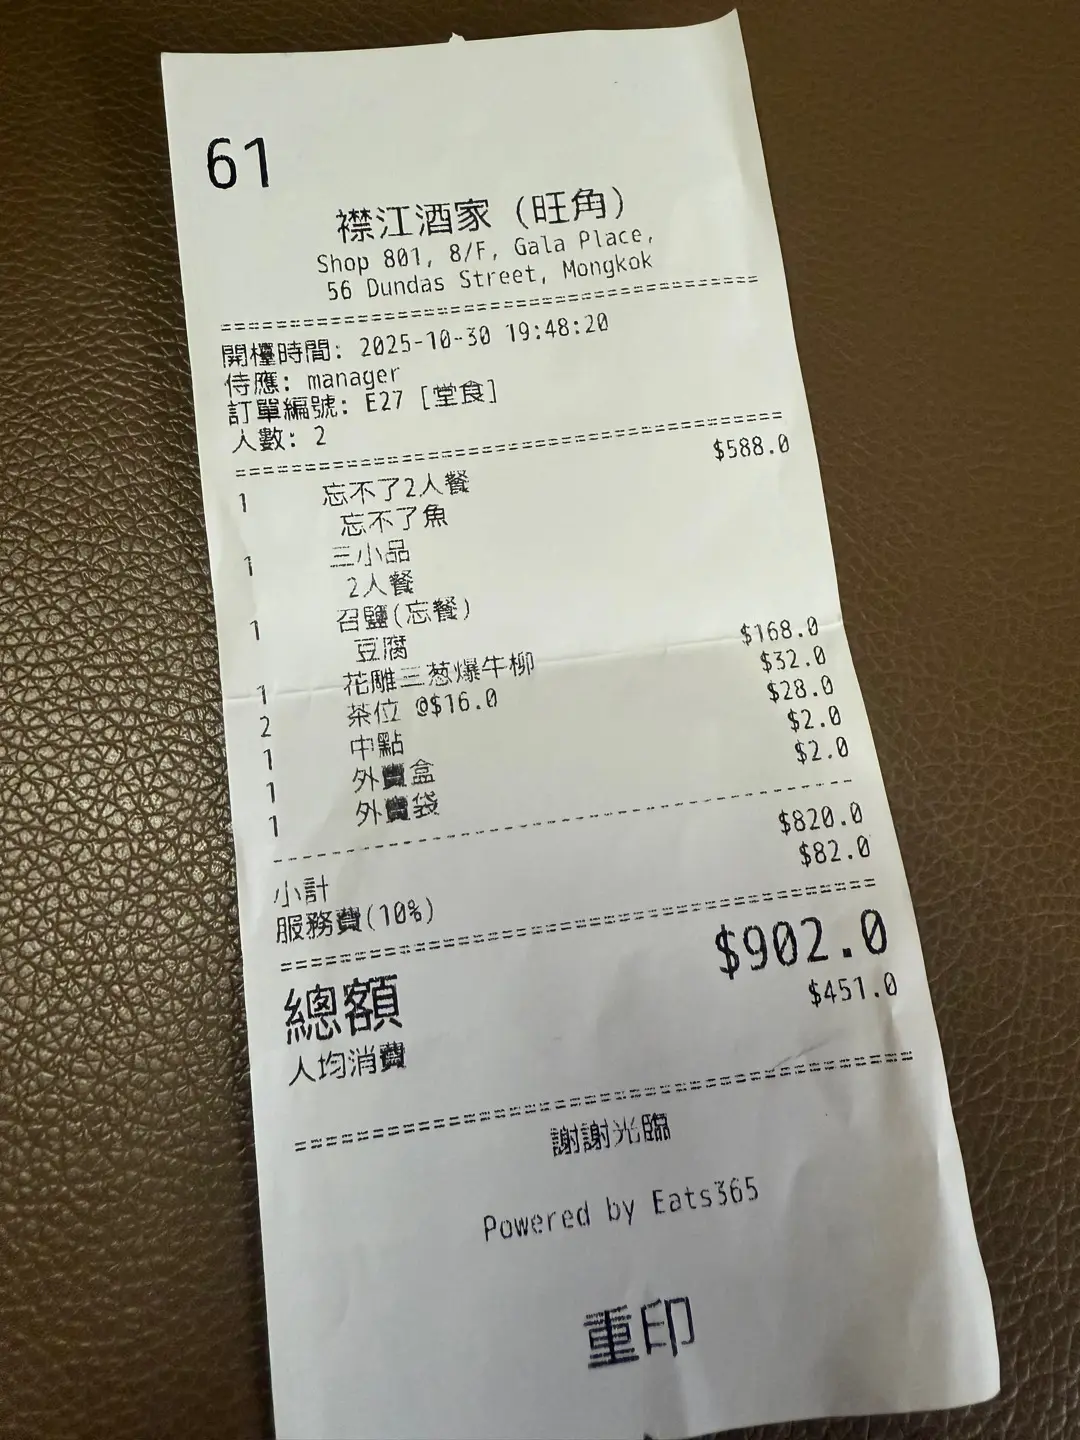 61
襟江酒家 (旺角)
Shop 801, 8/F, Gala Place,
56 Dundas Street, Mongkok
開檯時間: 2025-10-30 19:48:20
侍應: manager
訂單編號: E27 [堂食]
人數: 2
1 忘不了2人餐 $588.0
忘不了魚
1 三小品
2人餐
1 召鹽(忘餐)
豆腐
1 花雕三葱爆牛柳 $168.0
2 茶位 @$16.0 $32.0
1 中點 $28.0
1 外賣盒 $2.0
1 外賣袋 $2.0
小計 $820.0
服務費(10%) $82.0
總額 $902.0
人均消費 $451.0
謝謝光臨
Powered by Eats365
重印